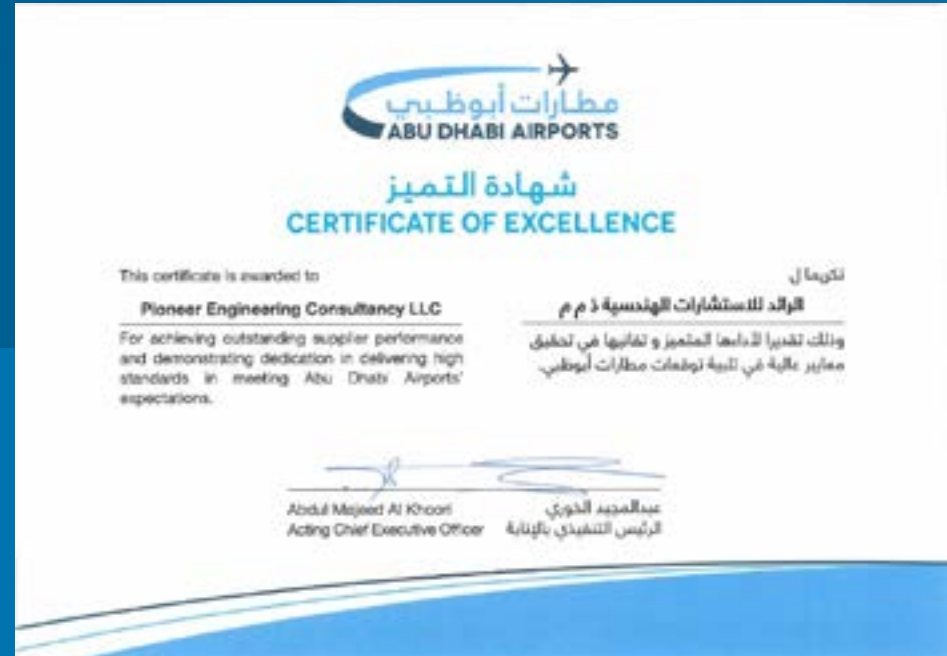 مطارات أبوظبي
ABU DHABI AIRPORTS
شهادة التميز
CERTIFICATE OF EXCELLENCE
This certificate is awarded to
Pioneer Engineering Consultancy LLC
For achieving outstanding supplier performance
and demonstrating dedication in delivering high
standards in meeting Abu Dhabi Airports'
expectations.
تكريما ل
الرائد للاستشارات الهندسية ذ م م
وذلك تقديرا لأدائها المتميز و تفانيها في تحقيق
معايير عالية في تلبية توقعات مطارات أبوظبي.
Abdul Majeed Al Khoori
Acting Chief Executive Officer
عبدالمجيد الخوري
الرئيس التنفيذي بالإنابة